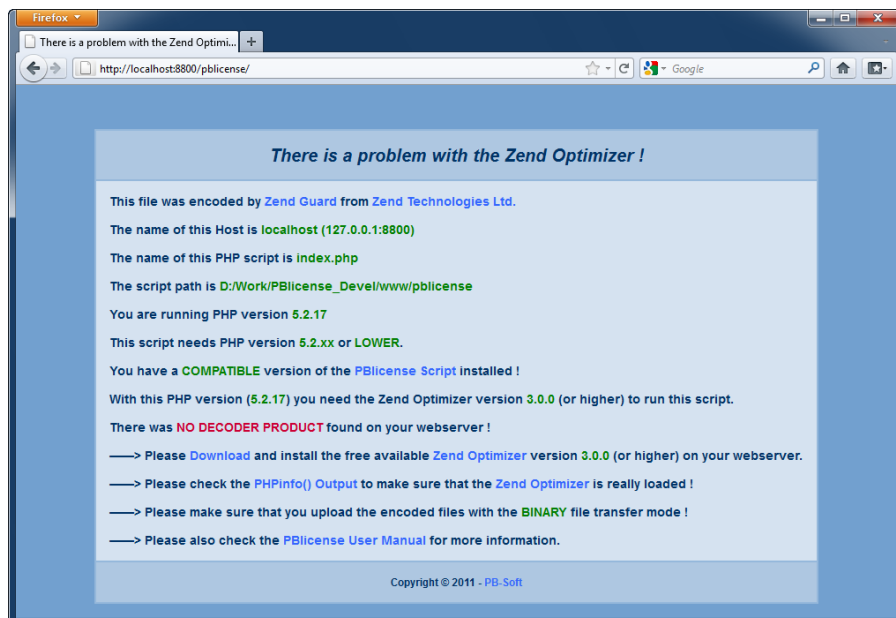 Firefox
There is a problem with the Zend Optimi...
http://localhost:8800/pblicense/
Google
There is a problem with the Zend Optimizer !
This file was encoded by Zend Guard from Zend Technologies Ltd.
The name of this Host is localhost (127.0.0.1:8800)
The name of this PHP script is index.php
The script path is D:/Work/PBlicense_Devel/www/pblicense
You are running PHP version 5.2.17
This script needs PHP version 5.2.xx or LOWER.
You have a COMPATIBLE version of the PBlicense Script installed !
With this PHP version (5.2.17) you need the Zend Optimizer version 3.0.0 (or higher) to run this script.
There was NO DECODER PRODUCT found on your webserver !
——> Please Download and install the free available Zend Optimizer version 3.0.0 (or higher) on your webserver.
——> Please check the PHPinfo() Output to make sure that the Zend Optimizer is really loaded !
——> Please make sure that you upload the encoded files with the BINARY file transfer mode !
——> Please also check the PBlicense User Manual for more information.
Copyright © 2011 - PB-Soft